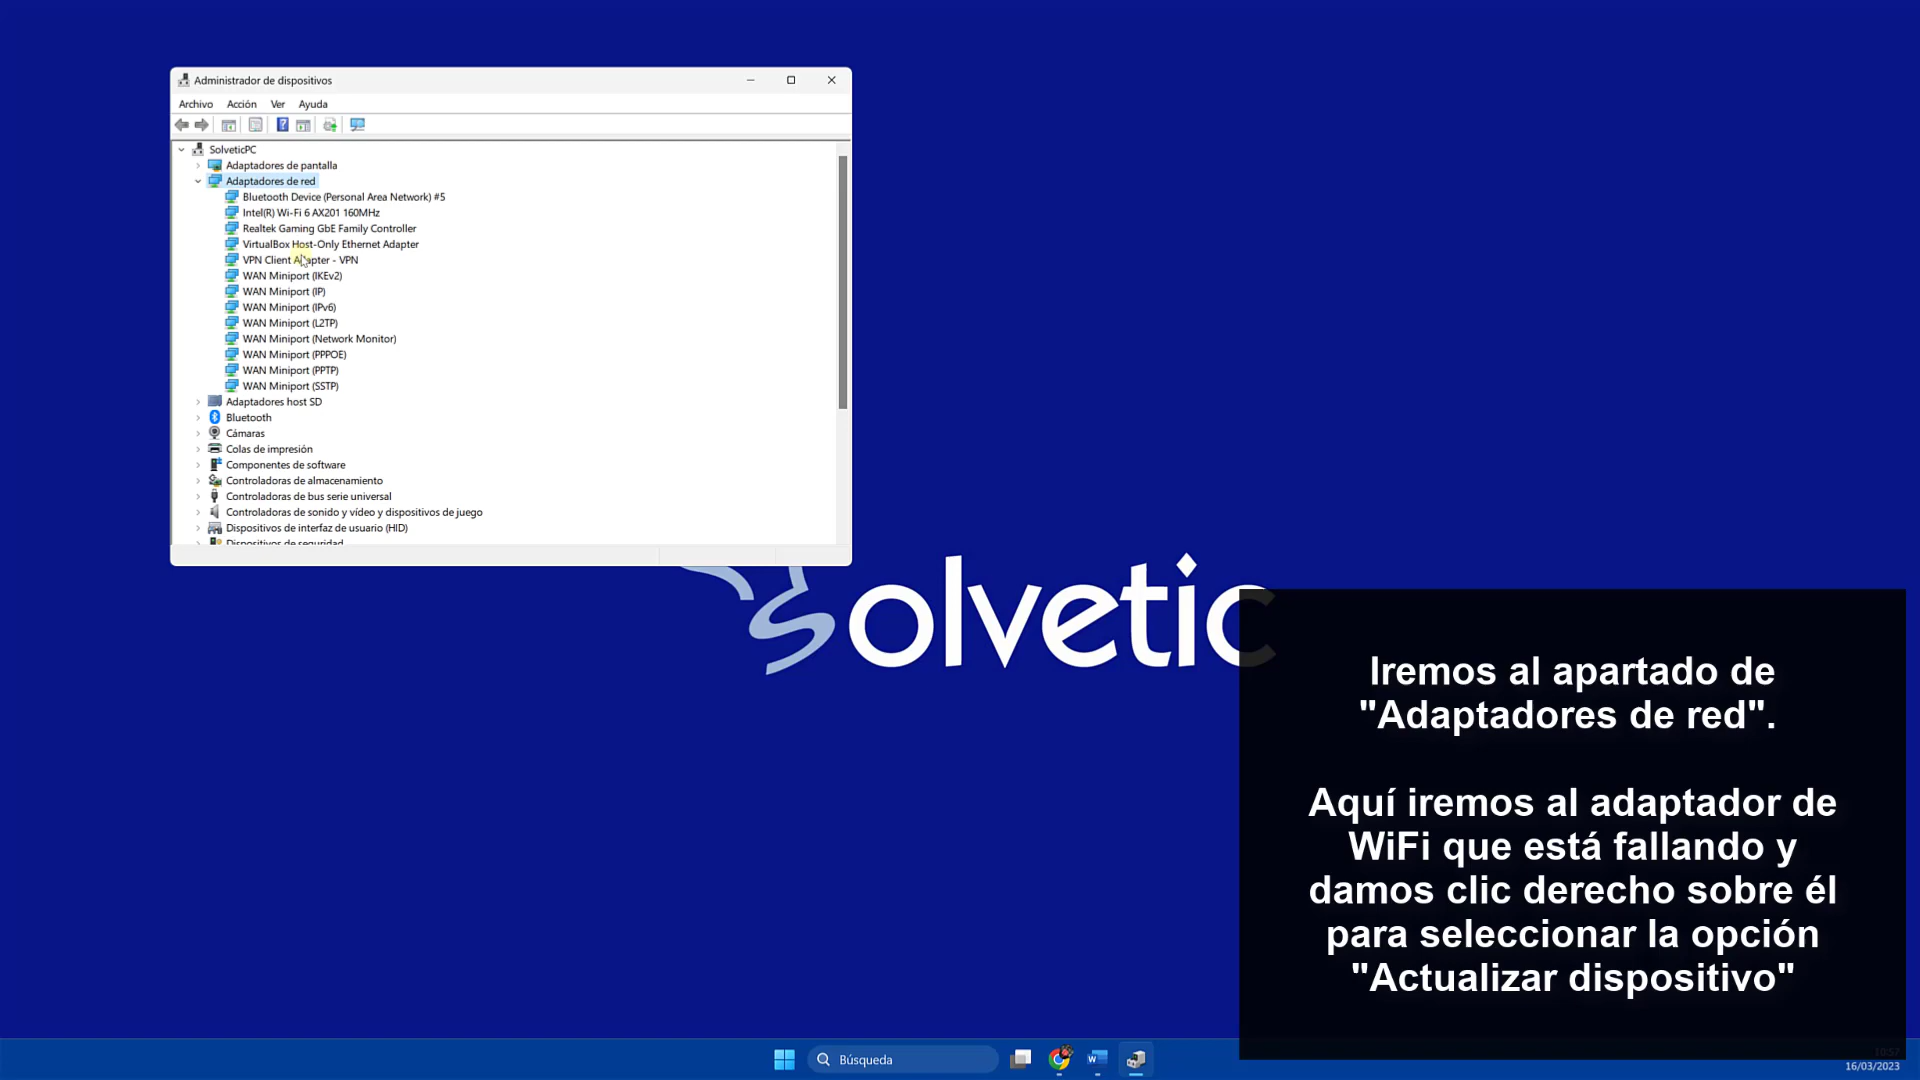 Administrador de dispositivos
Archivo Acción Ver Ayuda
SolveticPC
Adaptadores de pantalla
Adaptadores de red
Bluetooth Device (Personal Area Network) #5
Intel(R) Wi-Fi 6 AX201 160MHz
Realtek Gaming GbE Family Controller
VirtualBox Host-Only Ethernet Adapter
VPN Client Adapter - VPN
WAN Miniport (IKEv2)
WAN Miniport (IP)
WAN Miniport (IPv6)
WAN Miniport (L2TP)
WAN Miniport (Network Monitor)
WAN Miniport (PPPOE)
WAN Miniport (PPTP)
WAN Miniport (SSTP)
Adaptadores host SD
Bluetooth
Cámaras
Colas de impresión
Componentes de software
Controladoras de almacenamiento
Controladoras de bus serie universal
Controladoras de sonido y vídeo y dispositivos de juego
Dispositivos de interfaz de usuario (HID)
Dispositivos de seguridad
Solvetic
Iremos al apartado de
"Adaptadores de red".
Aquí iremos al adaptador de
WiFi que está fallando y
damos clic derecho sobre él
para seleccionar la opción
"Actualizar dispositivo"
Búsqueda
10:57
16/03/2023